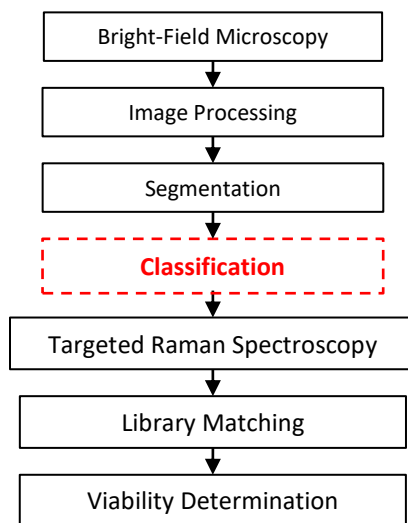 Bright-Field Microscopy
Image Processing
Segmentation
Classification
Targeted Raman Spectroscopy
Library Matching
Viability Determination